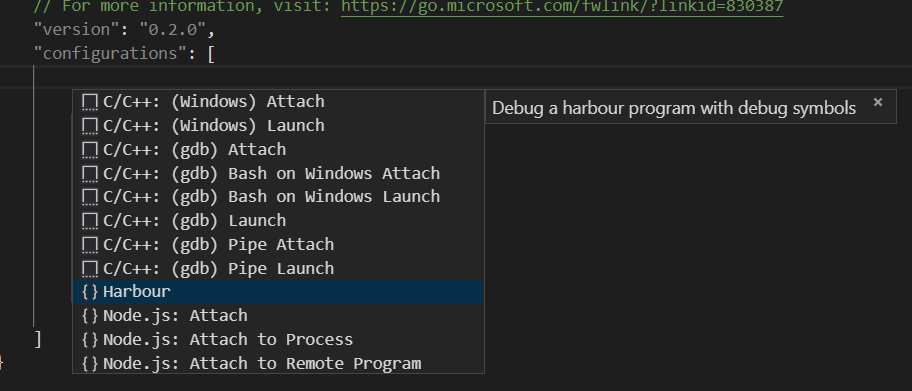 // For more information, visit: https://go.microsoft.com/fwlink/?linkid=830387
"version": "0.2.0",
"configurations": [
C/C++: (Windows) Attach
Debug a harbour program with debug symbols ×
C/C++: (Windows) Launch
C/C++: (gdb) Attach
C/C++: (gdb) Bash on Windows Attach
C/C++: (gdb) Bash on Windows Launch
C/C++: (gdb) Launch
C/C++: (gdb) Pipe Attach
C/C++: (gdb) Pipe Launch
{} Harbour
{} Node.js: Attach
] {} Node.js: Attach to Process
} {} Node.js: Attach to Remote Program